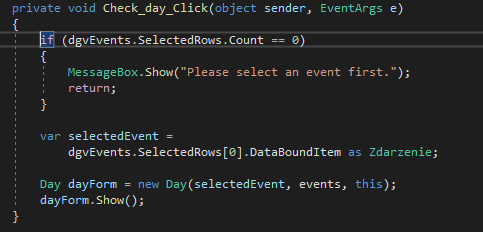 private void Check_day_Click(object sender, EventArgs e)
{
    if (dgvEvents.SelectedRows.Count == 0)
    {
        MessageBox.Show("Please select an event first.");
        return;
    }

    var selectedEvent =
        dgvEvents.SelectedRows[0].DataBoundItem as Zdarzenie;

    Day dayForm = new Day(selectedEvent, events, this);
    dayForm.Show();
}